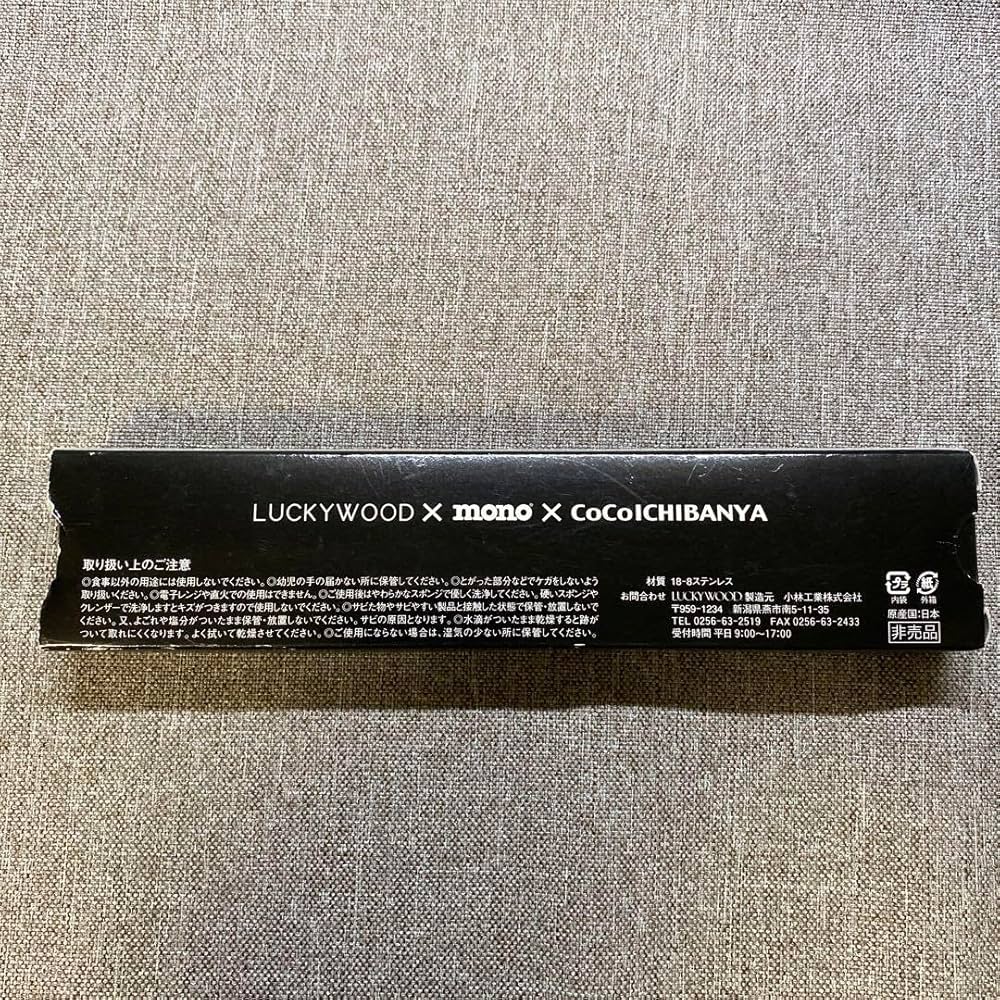 LUCKYWOOD × mono × CoCoICHIBANYA
取り扱い上のご注意
◎食事以外の用途には使用しないでください。◎幼児の手の届かない所に保管してください。◎とがった部分などでケガをしないよう
取り扱いください。◎電子レンジや直火での使用はできません。◎ご使用後はやわらかなスポンジで優しく洗浄してください。硬いスポンジや
クレンザーで洗浄しますとキズがつきますので使用しないでください。◎サビた物やサビやすい製品と接触した状態で保管・放置しないで
ください。又、よごれや塩分がついたまま保管・放置しないでください。サビの原因となります。◎水滴がついたまま乾燥すると跡が
ついて取れにくくなります。よく拭いて乾燥させてください。◎ご使用にならない場合は、湿気の少ない所に保管してください。
材質 18-8ステンレス
お問合わせ LUCKYWOOD 製造元 小林工業株式会社
〒959-1234 新潟県燕市南5-11-35
TEL 0256-63-2519 FAX 0256-63-2433
受付時間 平日 9:00〜17:00
プラ 紙
内袋 外箱
原産国:日本
非売品